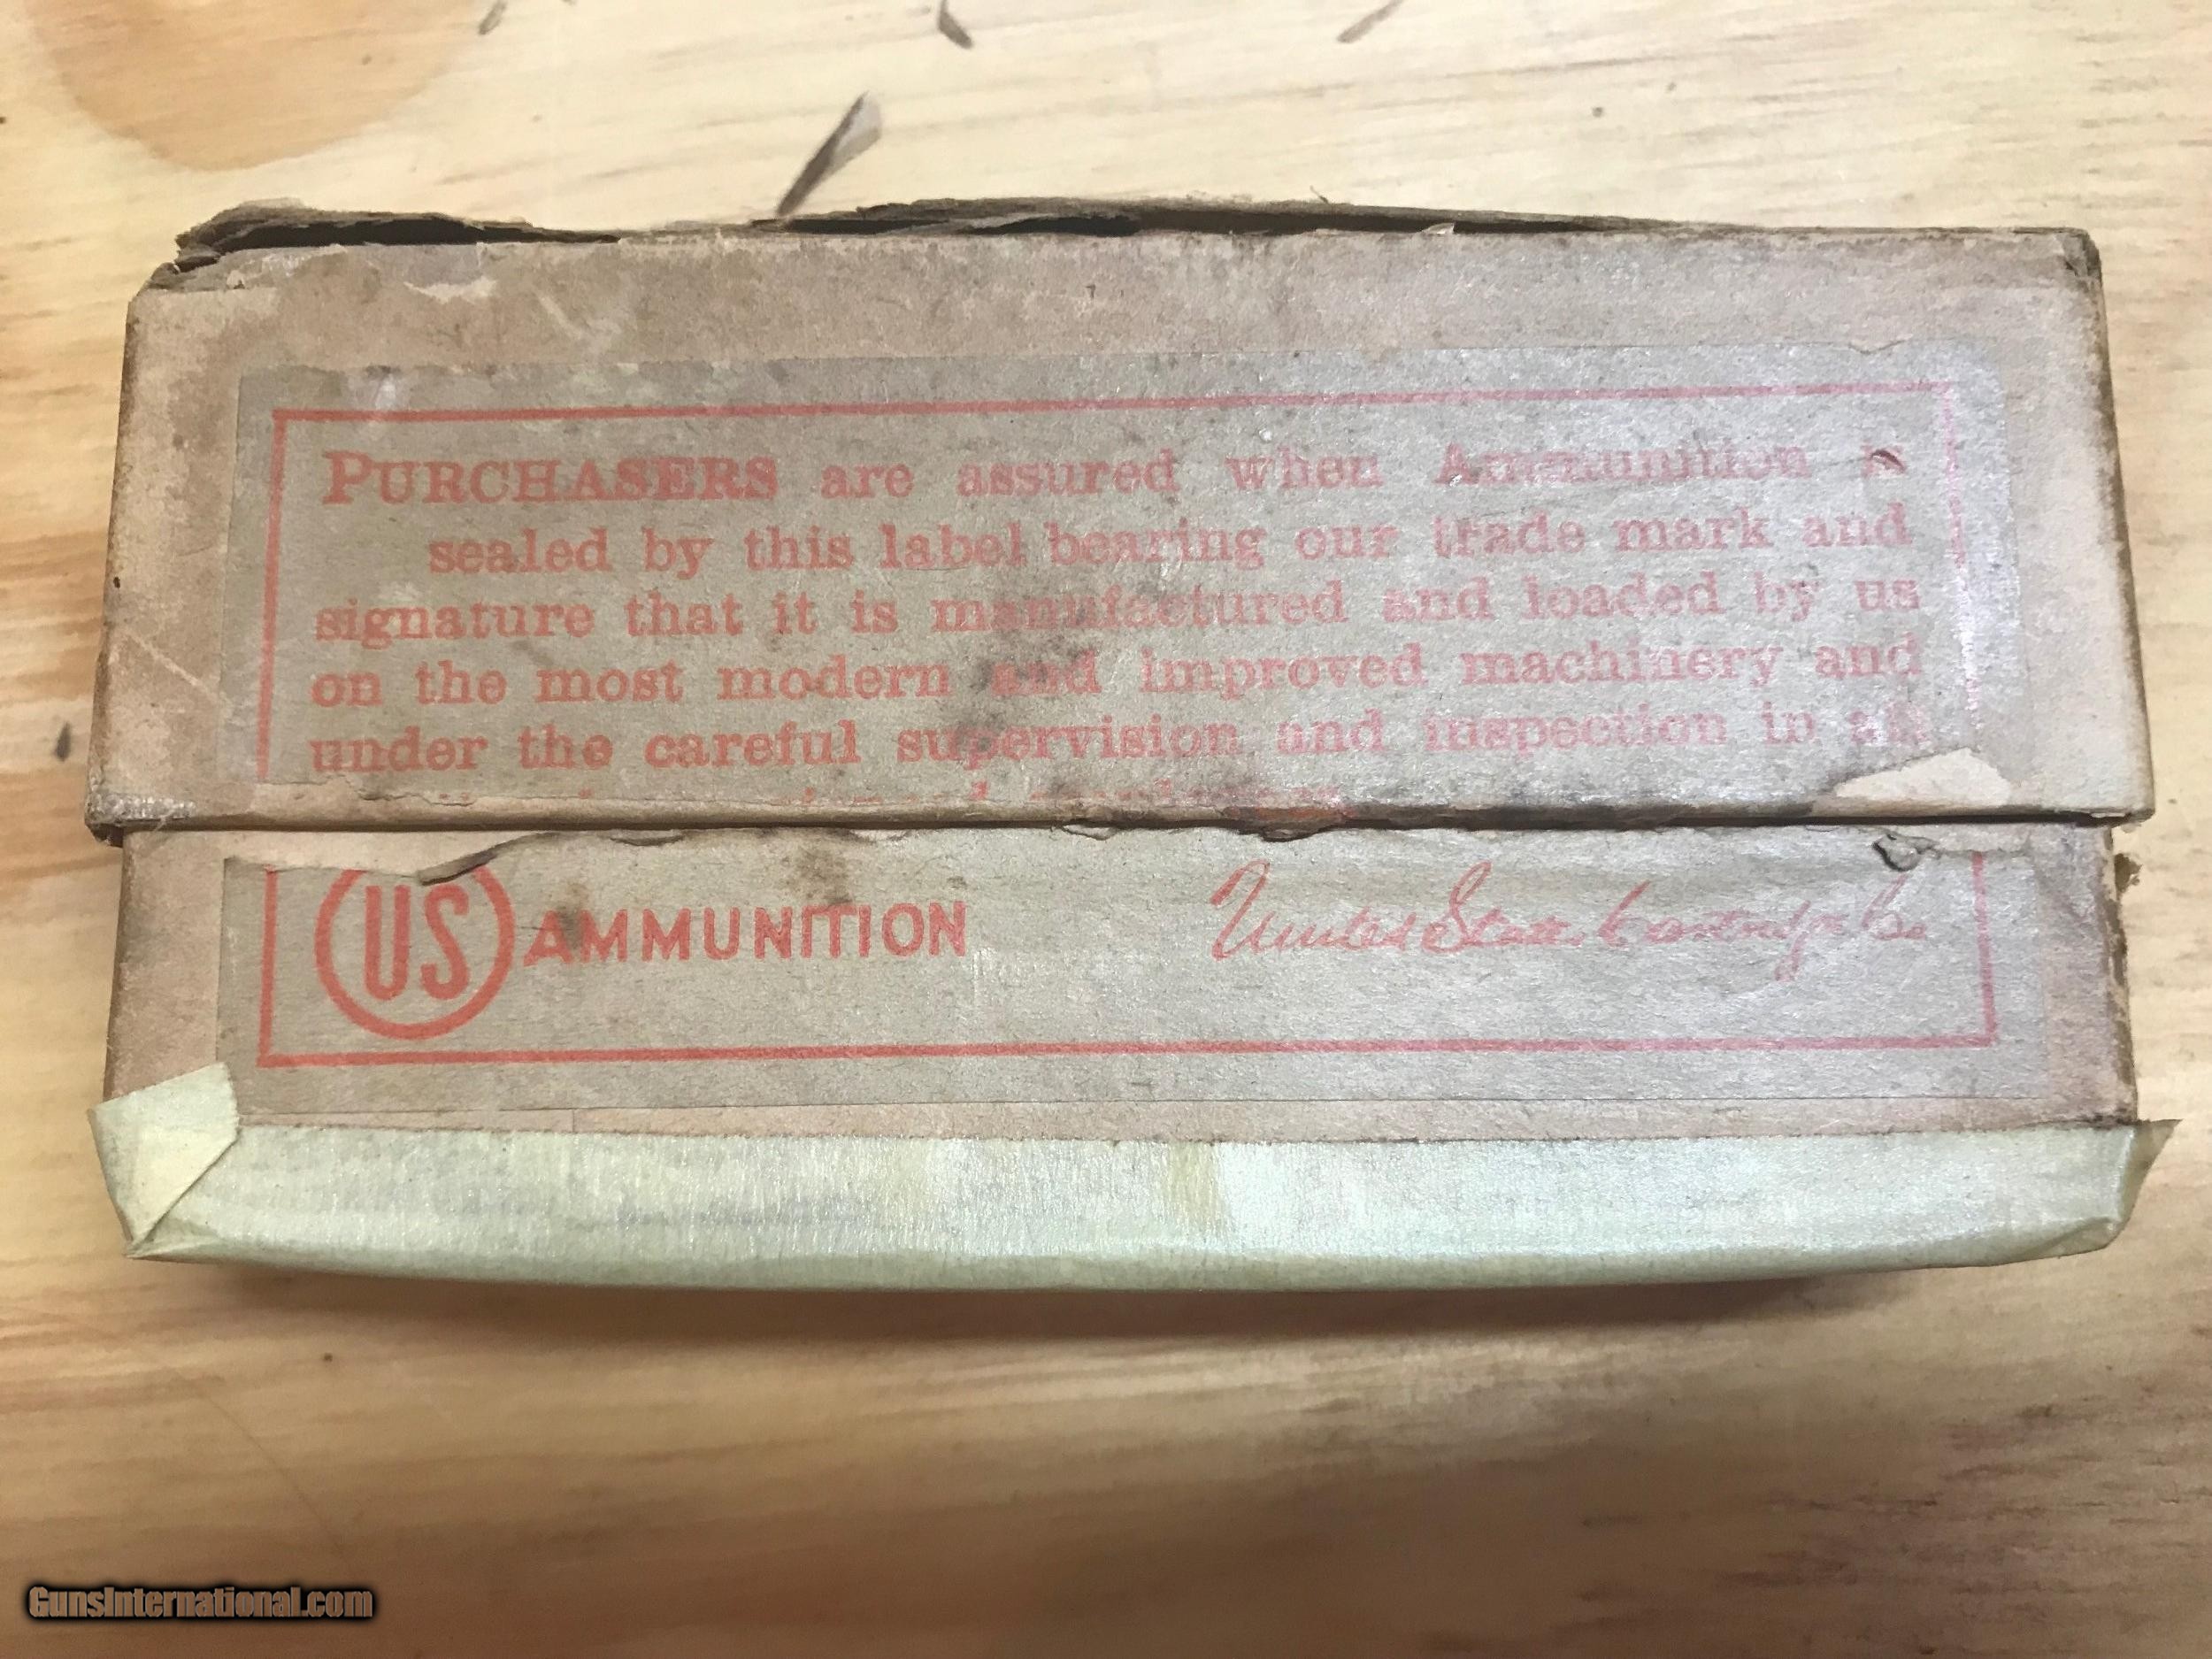 PURCHASERS are assured when Ammunition is
sealed by this label bearing our trade mark and
signature that it is manufactured and loaded by us
on the most modern and improved machinery and
under the careful supervision and inspection in all
US AMMUNITION United States Cartridge Co.
GunsInternational.com